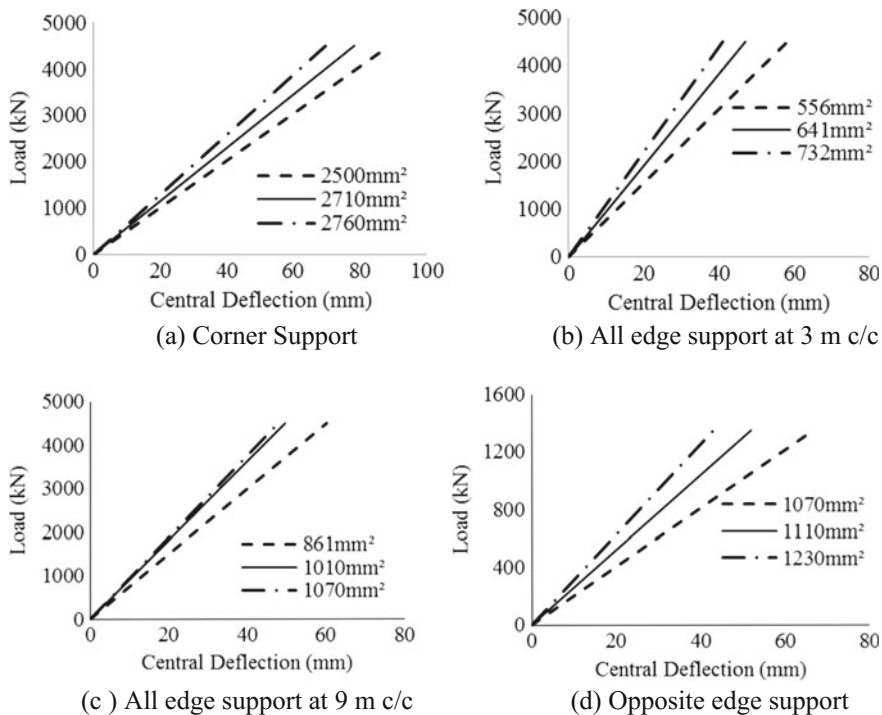 5000
4000
3000
2000
1000
0
Load (kN)
2500mm²
2710mm²
2760mm²
0 20 40 60 80 100
Central Deflection (mm)
(a) Corner Support
5000
4000
3000
2000
1000
0
Load (kN)
556mm²
641mm²
732mm²
0 20 40 60 80
Central Deflection (mm)
(b) All edge support at 3 m c/c
5000
4000
3000
2000
1000
0
Load (kN)
861mm²
1010mm²
1070mm²
0 20 40 60 80
Central Deflection (mm)
(c ) All edge support at 9 m c/c
1600
1200
800
400
0
Load (kN)
1070mm²
1110mm²
1230mm²
0 20 40 60 80
Central Deflection (mm)
(d) Opposite edge support